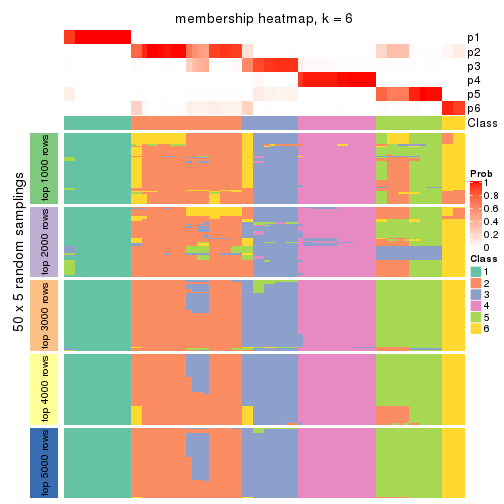 membership heatmap, k = 6
p1
p2
p3
p4
p5
p6
Class
50 x 5 random samplings
top 1000 rows
top 2000 rows
top 3000 rows
top 4000 rows
top 5000 rows
Prob
1
0.8
0.6
0.4
0.2
0
Class
1
2
3
4
5
6